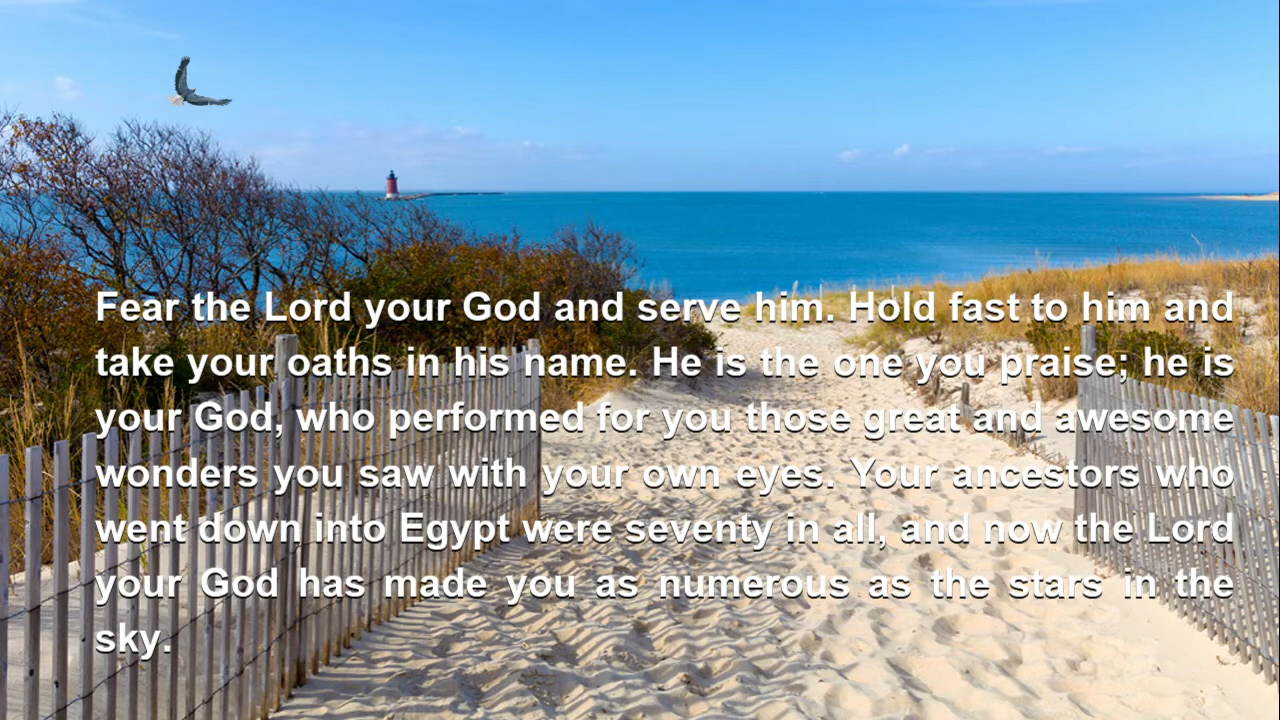 Fear the Lord your God and serve him. Hold fast to him and
take your oaths in his name. He is the one you praise; he is
your God, who performed for you those great and awesome
wonders you saw with your own eyes. Your ancestors who
went down into Egypt were seventy in all, and now the Lord
your God has made you as numerous as the stars in the
sky.